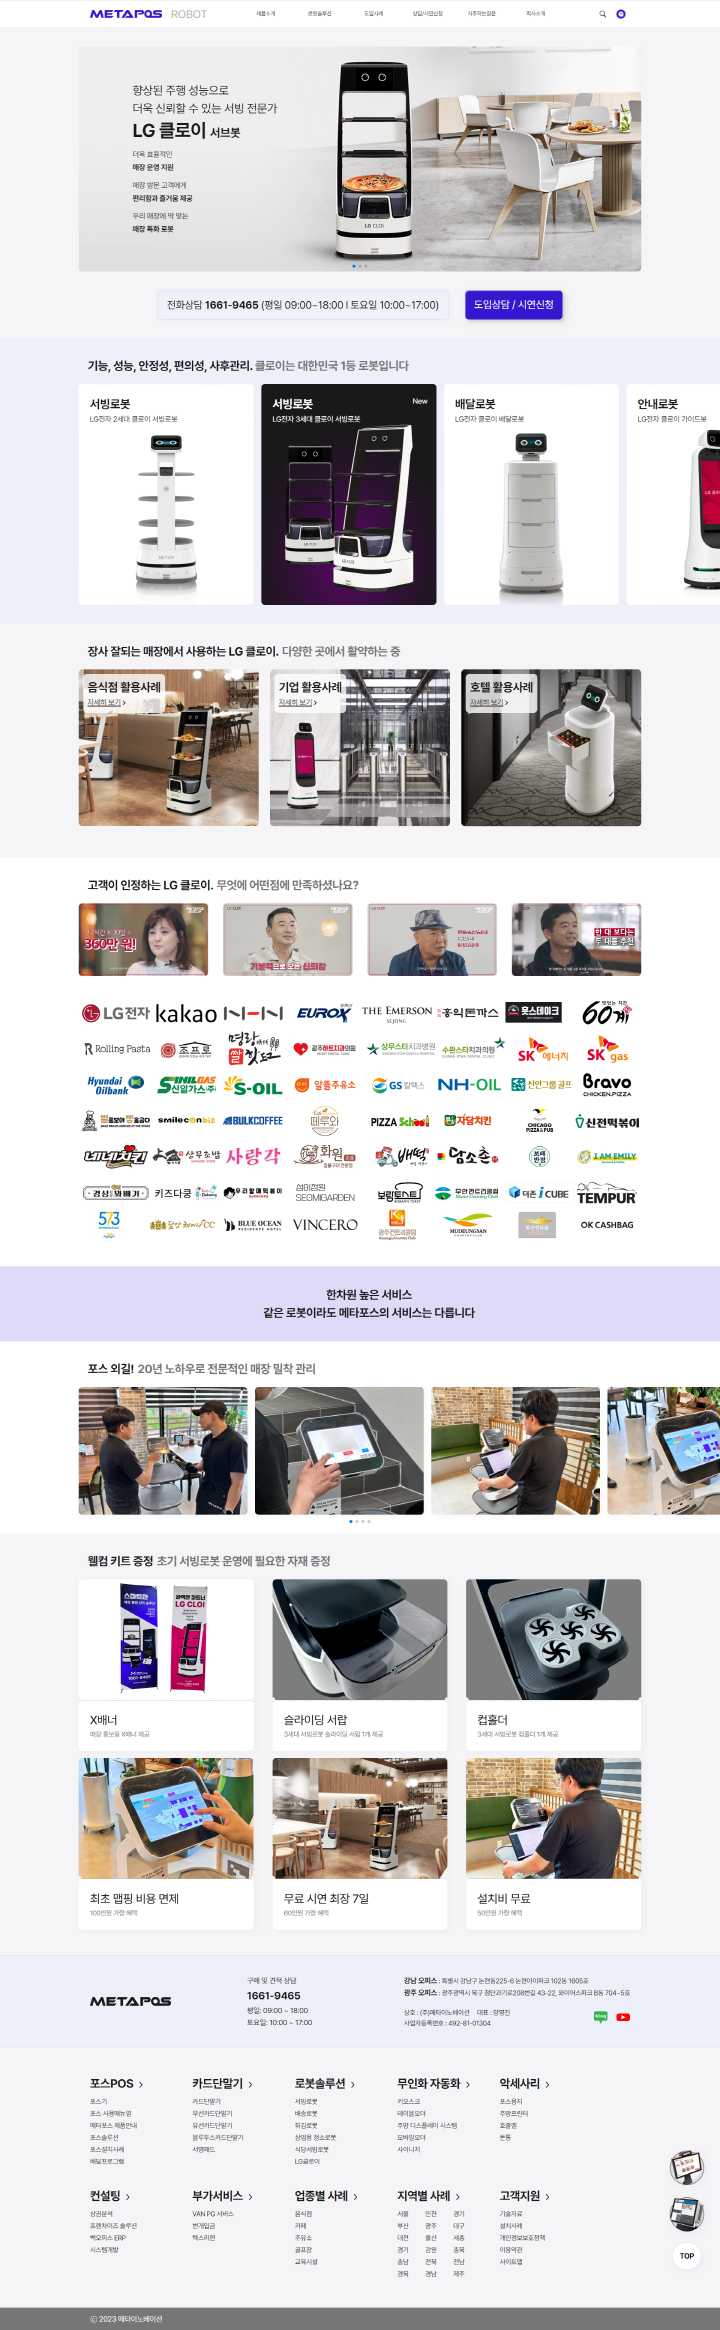 METAPOS ROBOT
제품소개 로봇솔루션 도입사례 상담/시연신청 자주하는질문 회사소개
향상된 주행 성능으로
더욱 신뢰할 수 있는 서빙 전문가
LG 클로이 서브봇
더욱 효율적인
매장 운영 지원
매장 방문 고객에게
편리함과 즐거움 제공
우리 매장에 딱 맞는
매장 특화 로봇
LG CLOi
전화상담 1661-9465 (평일 09:00~18:00 I 토요일 10:00~17:00)
도입상담 / 시연신청
기능, 성능, 안정성, 편의성, 사후관리. 클로이는 대한민국 1등 로봇입니다
서빙로봇
LG전자 2세대 클로이 서빙로봇
서빙로봇 New
LG전자 3세대 클로이 서빙로봇
배달로봇
LG전자 클로이 배달로봇
안내로봇
LG전자 클로이 가이드봇
장사 잘되는 매장에서 사용하는 LG 클로이. 다양한 곳에서 활약하는 중
음식점 활용사례
자세히 보기
기업 활용사례
자세히 보기
호텔 활용사례
자세히 보기
고객이 인정하는 LG 클로이. 무엇에 어떤점에 만족하셨나요?
360만 원!
기본적으로 오는 신뢰감
한 대 보다는
두 대를 추천
LG전자 kakao NHN EUROX THE EMERSON SEJONG 홍익돈까스 훗스테이크 60계
Rolling Pasta 조프로 명랑 쌀핫도그 광주하트치과의원 상무스타치과병원 수완스타치과의원 SK에너지 SK gas
Hyundai Oilbank SINILGAS 신일가스(주) S-OIL 알뜰주유소 GS칼텍스 NH-OIL 신안그룹 골프 Bravo CHICKEN.PIZZA
smileconbiz BULKCOFFEE 떼루와 PIZZA School 자담치킨 CHICAGO PIZZA&PUB 신전떡볶이
네네치킨 상무초밥 사랑각 화원 배떡 담소촌 I AM EMILY
경상꽈배기 키즈다쿵 우리할매떡볶이 섬이정원 SEOMIGARDEN 보람토스트 무안컨트리클럽 더존 iCUBE TEMPUR
573 BLUE OCEAN RESIDENCE HOTEL VINCERO 광주컨트리클럽 MUDEUNGSAN COUNTRY CLUB OK CASHBAG
한차원 높은 서비스
같은 로봇이라도 메타포스의 서비스는 다릅니다
포스 외길! 20년 노하우로 전문적인 매장 밀착 관리
웰컴 키트 증정 초기 서빙로봇 운영에 필요한 자재 증정
X배너
매장 홍보용 X배너 제공
슬라이딩 서랍
3세대 서빙로봇 슬라이딩 서랍 1개 제공
컵홀더
3세대 서빙로봇 컵홀더 1개 제공
최초 맵핑 비용 면제
100만원 가량 혜택
무료 시연 최장 7일
60만원 가량 혜택
설치비 무료
50만원 가량 혜택
METAPOS
구매 및 견적 상담
1661-9465
평일: 09:00 ~ 18:00
토요일: 10:00 ~ 17:00
강남 오피스 : 특별시 강남구 논현동225-6 논현아이파크 102동 1605호
광주 오피스 : 광주광역시 북구 첨단과기로208번길 43-22, 와이어스파크 B동 704~5호
상호 : (주)메타이노베이션 대표 : 양명진
사업자등록번호 : 492-81-01304
blog
포스POS 카드단말기 로봇솔루션 무인화 자동화 악세사리
포스기 카드단말기 서빙로봇 키오스크 포스용지
포스 사용매뉴얼 무선카드단말기 배송로봇 테이블오더 주방프린터
메타포스 제품안내 유선카드단말기 튀김로봇 주방 디스플레이 시스템 호출벨
포스솔루션 블루투스카드단말기 상업용 청소로봇 모바일오더 돈통
포스설치사례 서명패드 식당서빙로봇 사이니지
배달프로그램 LG클로이
컨설팅 부가서비스 업종별 사례 지역별 사례 고객지원
상권분석 VAN PG 서비스 음식점 서울 인천 경기 기술자료
프렌차이즈 솔루션 번개입금 카페 부산 광주 대구 설치사례
백오피스 ERP 텍스리펀 주유소 대전 울산 세종 개인정보보호정책
시스템개발 골프장 경기 강원 충북 이용약관
교육시설 충남 전북 전남 사이트맵
경북 경남 제주
TOP
ⓒ 2023 메타이노베이션